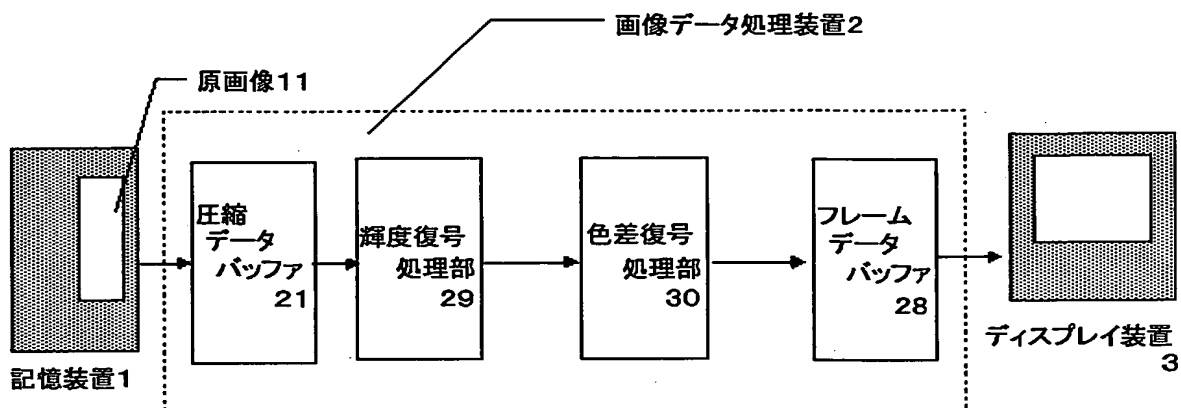 画像データ処理装置2
原画像11
圧縮
データ
バッファ
21
輝度復号
処理部
29
色差復号
処理部
30
フレーム
データ
バッファ
28
記憶装置1
ディスプレイ装置
3